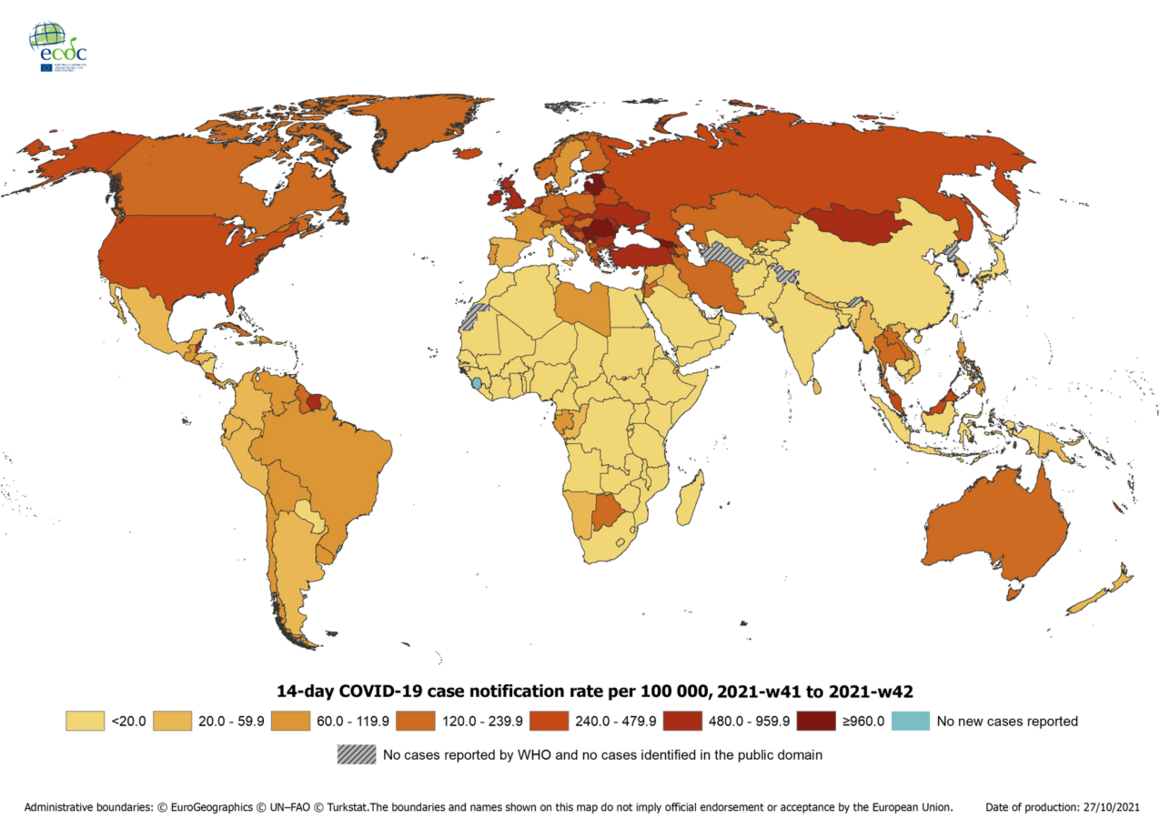 ecdc
14-day COVID-19 case notification rate per 100 000, 2021-w41 to 2021-w42
<20.0 20.0 - 59.9 60.0 - 119.9 120.0 - 239.9 240.0 - 479.9 480.0 - 959.9 ≥960.0 No new cases reported
No cases reported by WHO and no cases identified in the public domain
Administrative boundaries: © EuroGeographics © UN–FAO © Turkstat.The boundaries and names shown on this map do not imply official endorsement or acceptance by the European Union. Date of production: 27/10/2021